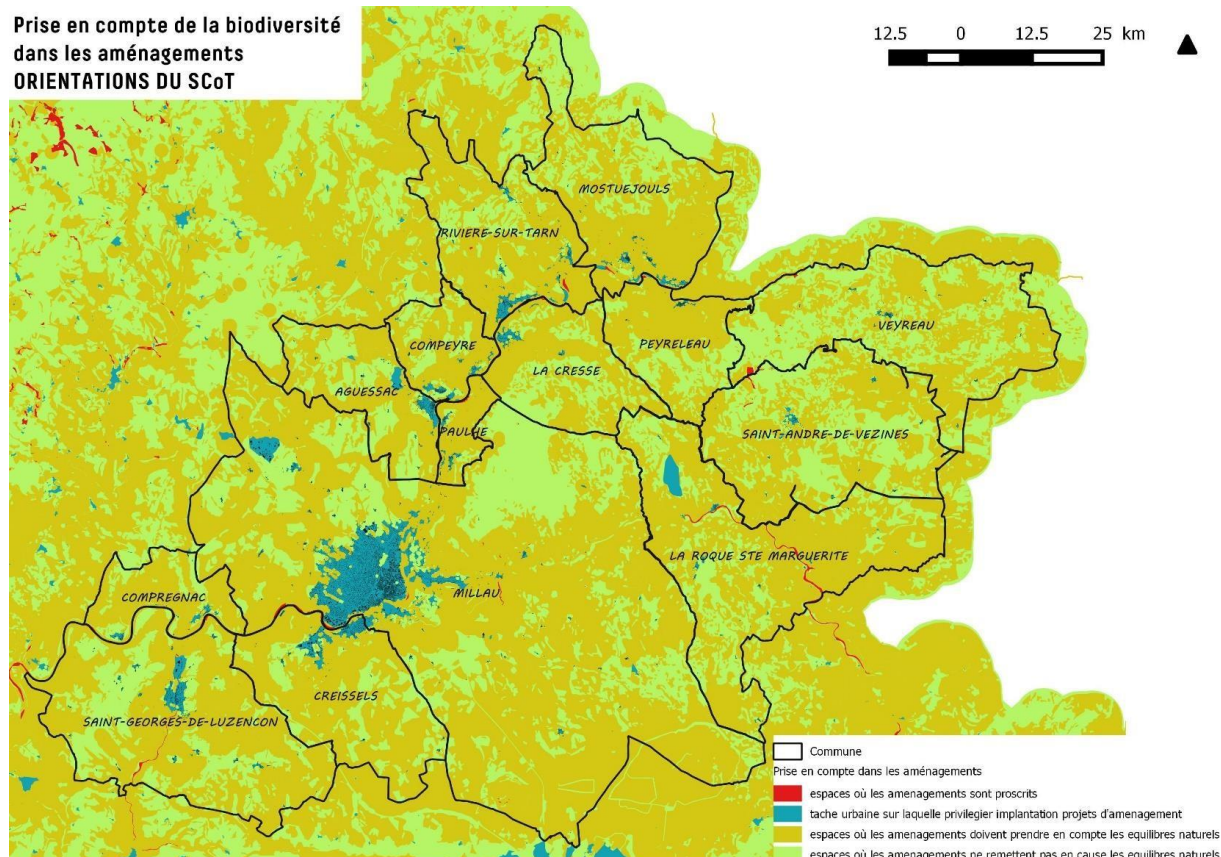 Prise en compte de la biodiversité
dans les aménagements
ORIENTATIONS DU SCoT
12.5 0 12.5 25 km
MOSTUEJOULS
RIVIERE-SUR-TARN
VEYREAU
COMPEYRE
PEYRELEAU
LA CRESSE
AGUESSAC
PAULHE
SAINT-ANDRE-DE-VEZINES
LA ROQUE STE MARGUERITE
MILLAU
COMPREGNAC
CREISSELS
SAINT-GEORGES-DE-LUZENCON
Commune
Prise en compte dans les aménagements
espaces où les amenagements sont proscrits
tache urbaine sur laquelle privilegier implantation projets d'amenagement
espaces où les amenagements doivent prendre en compte les equilibres naturels
espaces où les amenagements ne remettent pas en cause les equilibres naturels